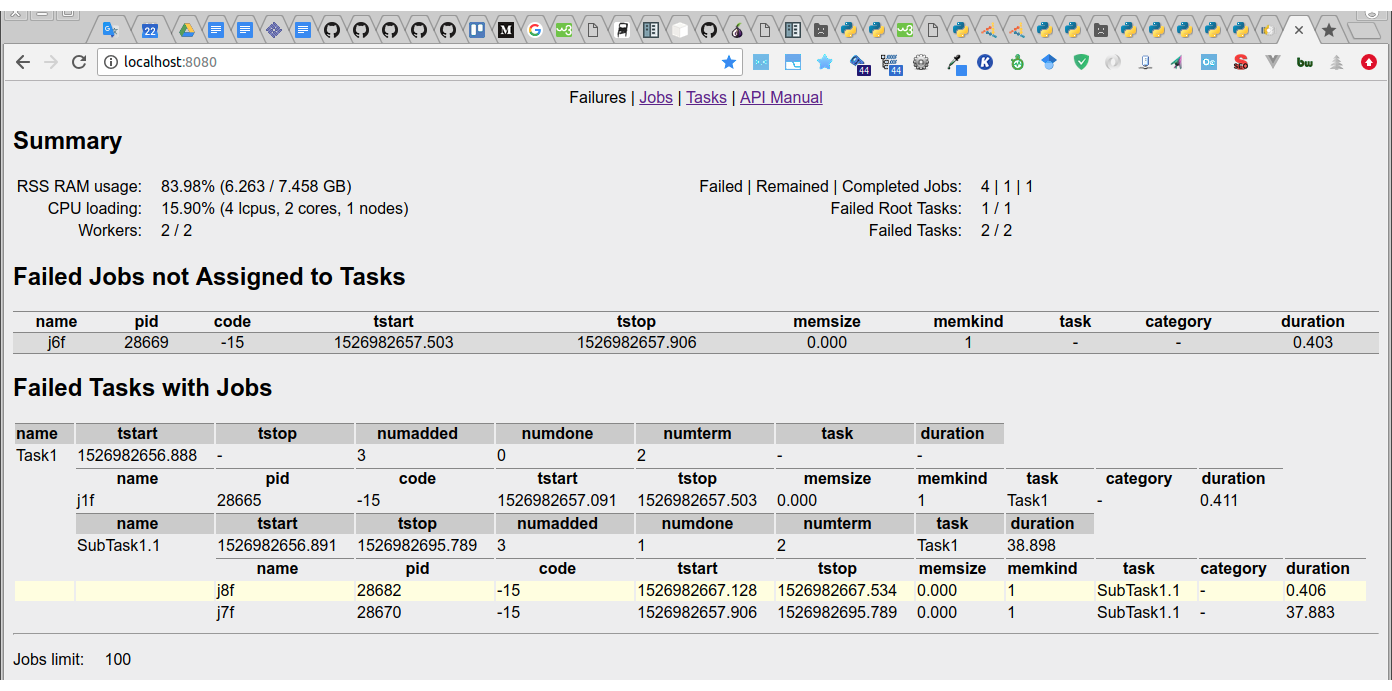 22
M
G
localhost:8080
44
44
K
Oc
SEO
bw
Failures | Jobs | Tasks | API Manual
Summary
RSS RAM usage: 83.98% (6.263 / 7.458 GB) Failed | Remained | Completed Jobs: 4 | 1 | 1
CPU loading: 15.90% (4 lcpus, 2 cores, 1 nodes) Failed Root Tasks: 1 / 1
Workers: 2 / 2 Failed Tasks: 2 / 2
Failed Jobs not Assigned to Tasks
name pid code tstart tstop memsize memkind task category duration
j6f 28669 -15 1526982657.503 1526982657.906 0.000 1 - - 0.403
Failed Tasks with Jobs
name tstart tstop numadded numdone numterm task duration
Task1 1526982656.888 - 3 0 2 - -
name pid code tstart tstop memsize memkind task category duration
j1f 28665 -15 1526982657.091 1526982657.503 0.000 1 Task1 - 0.411
name tstart tstop numadded numdone numterm task duration
SubTask1.1 1526982656.891 1526982695.789 3 1 2 Task1 38.898
name pid code tstart tstop memsize memkind task category duration
j8f 28682 -15 1526982667.128 1526982667.534 0.000 1 SubTask1.1 - 0.406
j7f 28670 -15 1526982657.906 1526982695.789 0.000 1 SubTask1.1 - 37.883
Jobs limit: 100